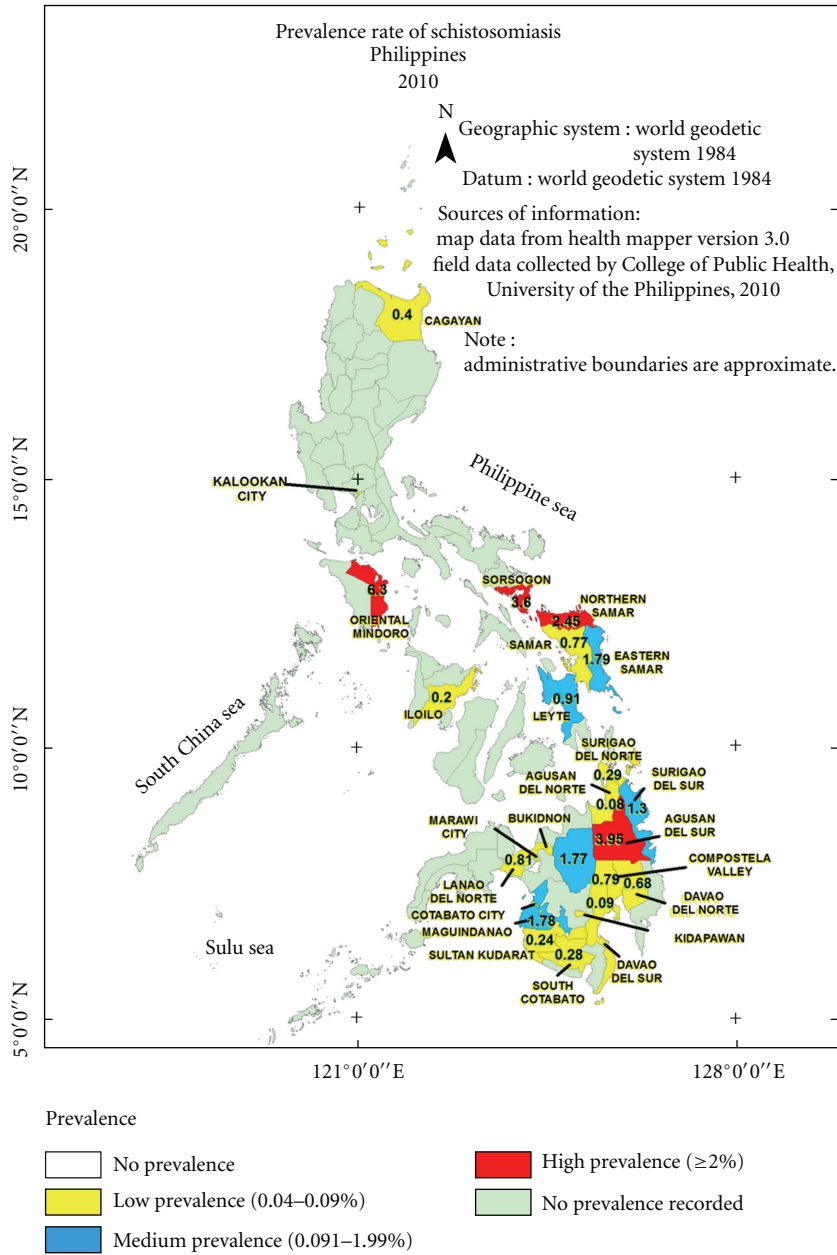 Prevalence rate of schistosomiasis
Philippines
2010
N
Geographic system : world geodetic
system 1984
Datum : world geodetic system 1984
Sources of information:
map data from health mapper version 3.0
field data collected by College of Public Health,
University of the Philippines, 2010
Note :
administrative boundaries are approximate.
20°0′0′′N
15°0′0′′N
10°0′0′′N
5°0′0′′N
0.4
CAGAYAN
Philippine sea
KALOOKAN
CITY
6.3
ORIENTAL
MINDORO
SORSOGON
3.6
NORTHERN
SAMAR
2.45
SAMAR
0.77
1.79
EASTERN
SAMAR
0.2
ILOILO
0.91
LEYTE
South China sea
SURIGAO
DEL NORTE
0.29
AGUSAN
DEL NORTE
0.08
SURIGAO
DEL SUR
1.3
MARAWI
CITY
BUKIDNON
AGUSAN
DEL SUR
3.95
0.81
1.77
COMPOSTELA
VALLEY
0.79
0.68
LANAO
DEL NORTE
DAVAO
DEL NORTE
0.09
COTABATO CITY
MAGUINDANAO
1.78
KIDAPAWAN
Sulu sea
0.24
SULTAN KUDARAT
0.28
SOUTH
COTABATO
DAVAO
DEL SUR
121°0′0′′E
128°0′0′′E
Prevalence
No prevalence
Low prevalence (0.04–0.09%)
Medium prevalence (0.091–1.99%)
High prevalence (≥2%)
No prevalence recorded